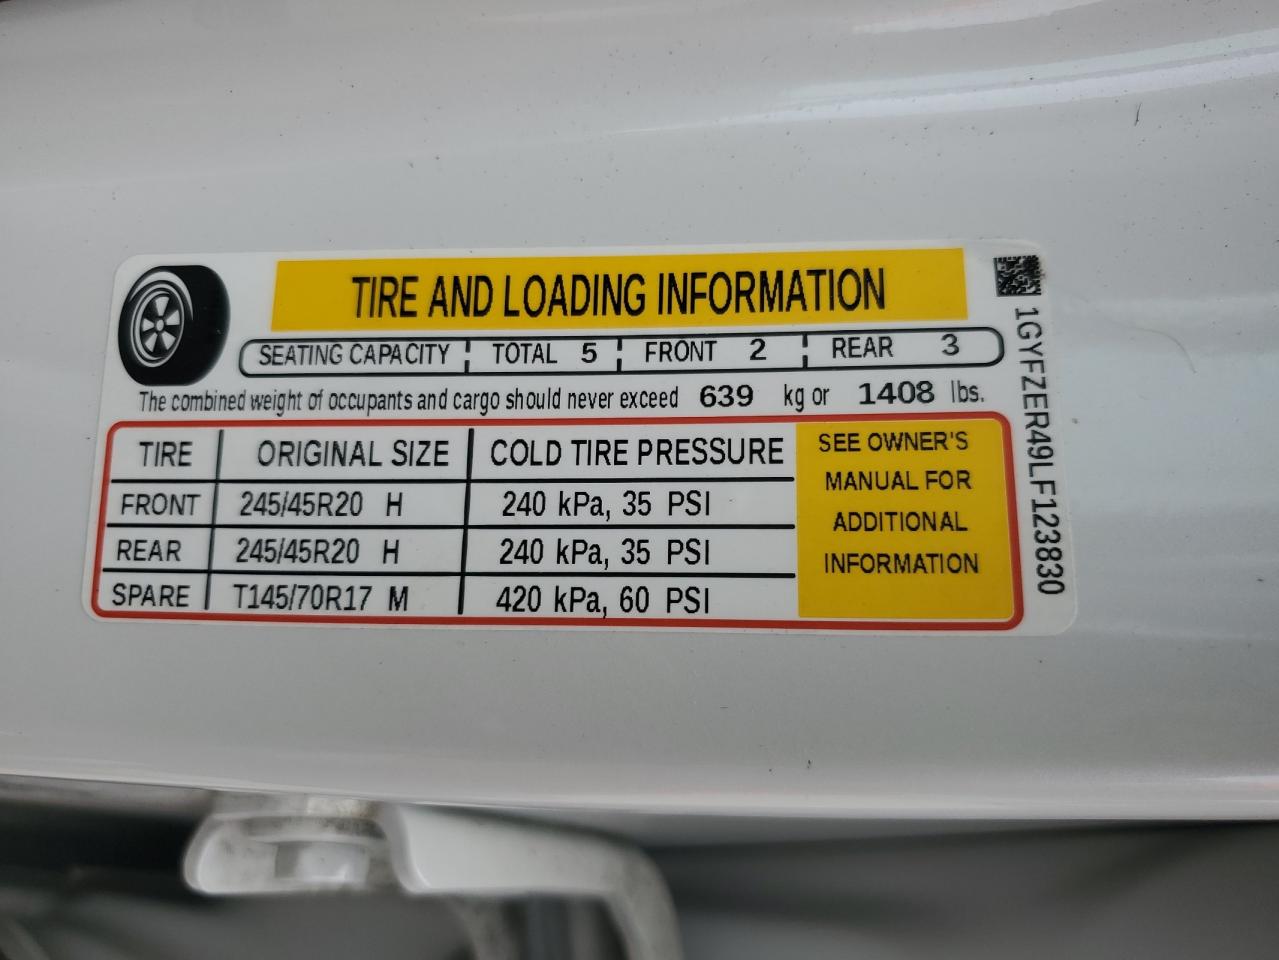 TIRE AND LOADING INFORMATION
SEATING CAPACITY TOTAL 5 FRONT 2 REAR 3
The combined weight of occupants and cargo should never exceed 639 kg or 1408 lbs.
TIRE ORIGINAL SIZE COLD TIRE PRESSURE
FRONT 245/45R20 H 240 kPa, 35 PSI
REAR 245/45R20 H 240 kPa, 35 PSI
SPARE T145/70R17 M 420 kPa, 60 PSI
SEE OWNER'S
MANUAL FOR
ADDITIONAL
INFORMATION
1GYFZER49LF123830